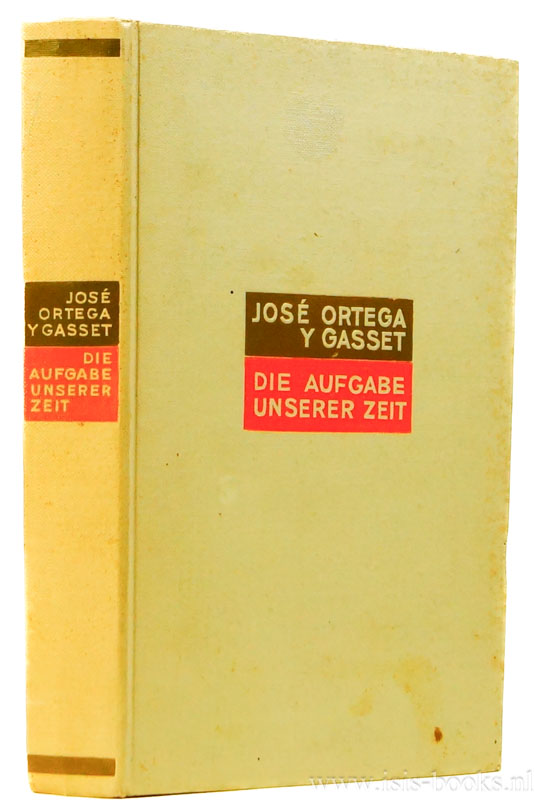 JOSÉ
ORTEGA
Y GASSET
DIE
AUFGABE
UNSERER
ZEIT
JOSÉ ORTEGA
Y GASSET
DIE AUFGABE
UNSERER ZEIT
www.isis-books.nl